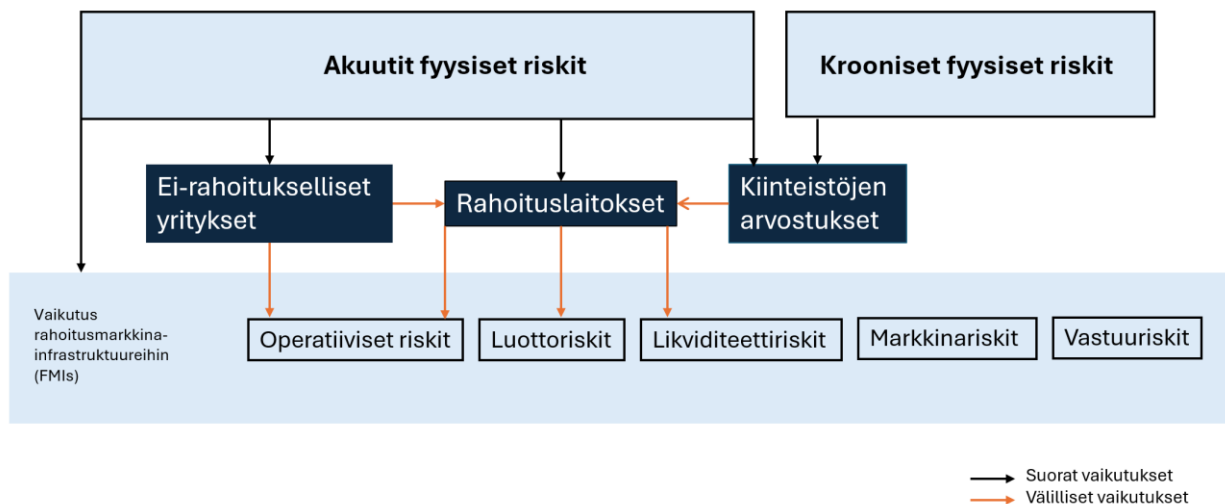 Akuutit fyysiset riskit
Krooniset fyysiset riskit
Ei-rahoitukselliset
yritykset
Rahoituslaitokset
Kiinteistöjen
arvostukset
Vaikutus
rahoitusmarkkina-
infrastruktuureihin
(FMIs)
Operatiiviset riskit
Luottoriskit
Likviditeettiriskit
Markkinariskit
Vastuuriskit
Suorat vaikutukset
Välilliset vaikutukset